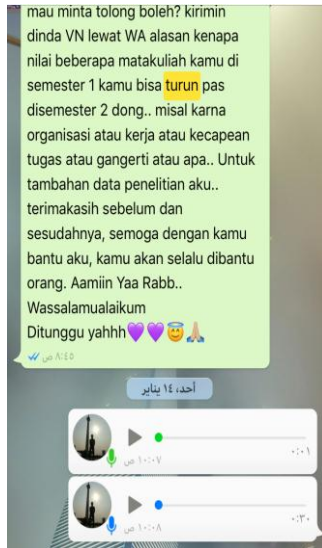 mau minta tolong boleh? kirimin
dinda VN lewat WA alasan kenapa
nilai beberapa matakuliah kamu di
semester 1 kamu bisa turun pas
disemester 2 dong.. misal karna
organisasi atau kerja atau kecapean
tugas atau gangerti atau apa.. Untuk
tambahan data penelitian aku..
terimakasih sebelum dan
sesudahnya, semoga dengan kamu
bantu aku, kamu akan selalu dibantu
orang. Aamiin Yaa Rabb..
Wassalamualaikum
Ditunggu yahhh💜💜😇🙏🏼
٨:٤٥ ص
أحد، ١٤ يناير
٠:٠١
١٠:٠٧ ص
٠:٣٠
١٠:٠٨ ص